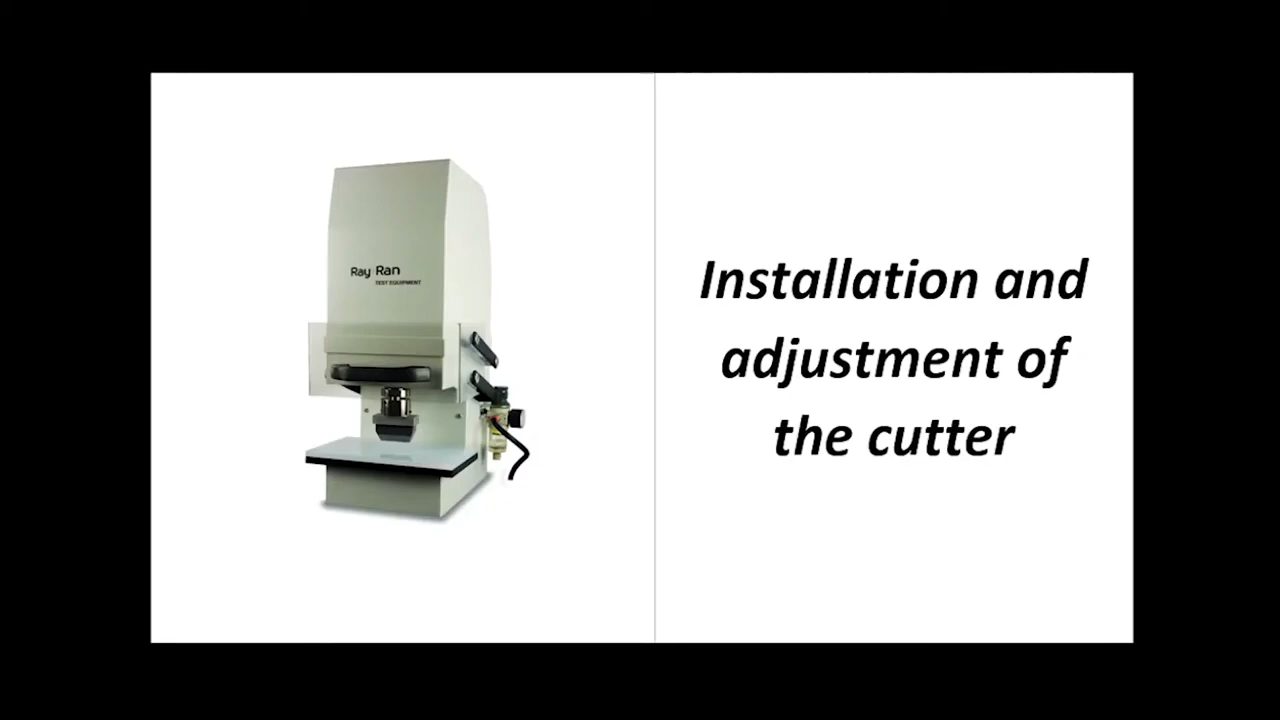 Ray Ran
TEST EQUIPMENT
Installation and
adjustment of
the cutter